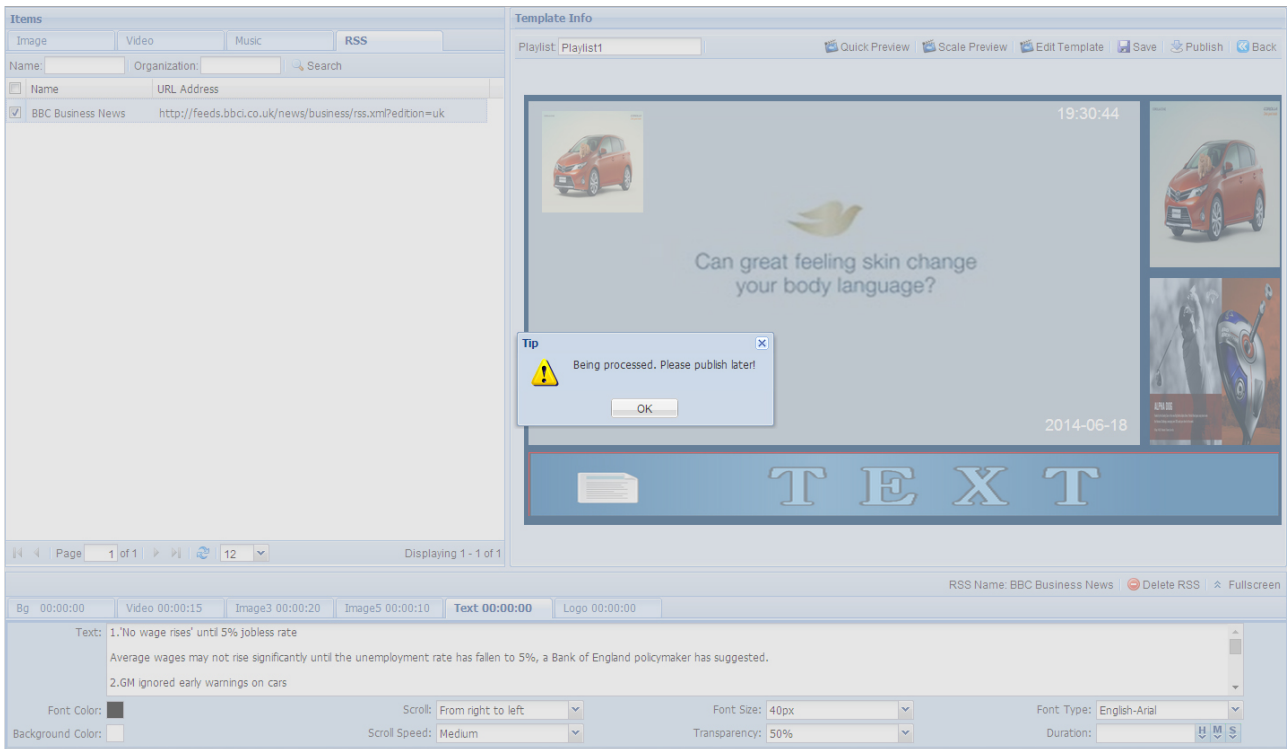 Items
Image Video Music RSS
Name: Organization: Search
Name URL Address
BBC Business News http://feeds.bbci.co.uk/news/business/rss.xml?edition=uk
Page 1 of 1 12 Displaying 1 - 1 of 1
Template Info
Playlist: Playlist1 Quick Preview Scale Preview Edit Template Save Publish Back
19:30:44
Can great feeling skin change
your body language?
Tip
Being processed. Please publish later!
OK
2014-06-18
TEXT
RSS Name: BBC Business News Delete RSS Fullscreen
Bg 00:00:00 Video 00:00:15 Image3 00:00:20 Image5 00:00:10 Text 00:00:00 Logo 00:00:00
Text: 1.'No wage rises' until 5% jobless rate
Average wages may not rise significantly until the unemployment rate has fallen to 5%, a Bank of England policymaker has suggested.
2.GM ignored early warnings on cars
Font Color: Scroll: From right to left Font Size: 40px Font Type: English-Arial
Background Color: Scroll Speed: Medium Transparency: 50% Duration: H M S